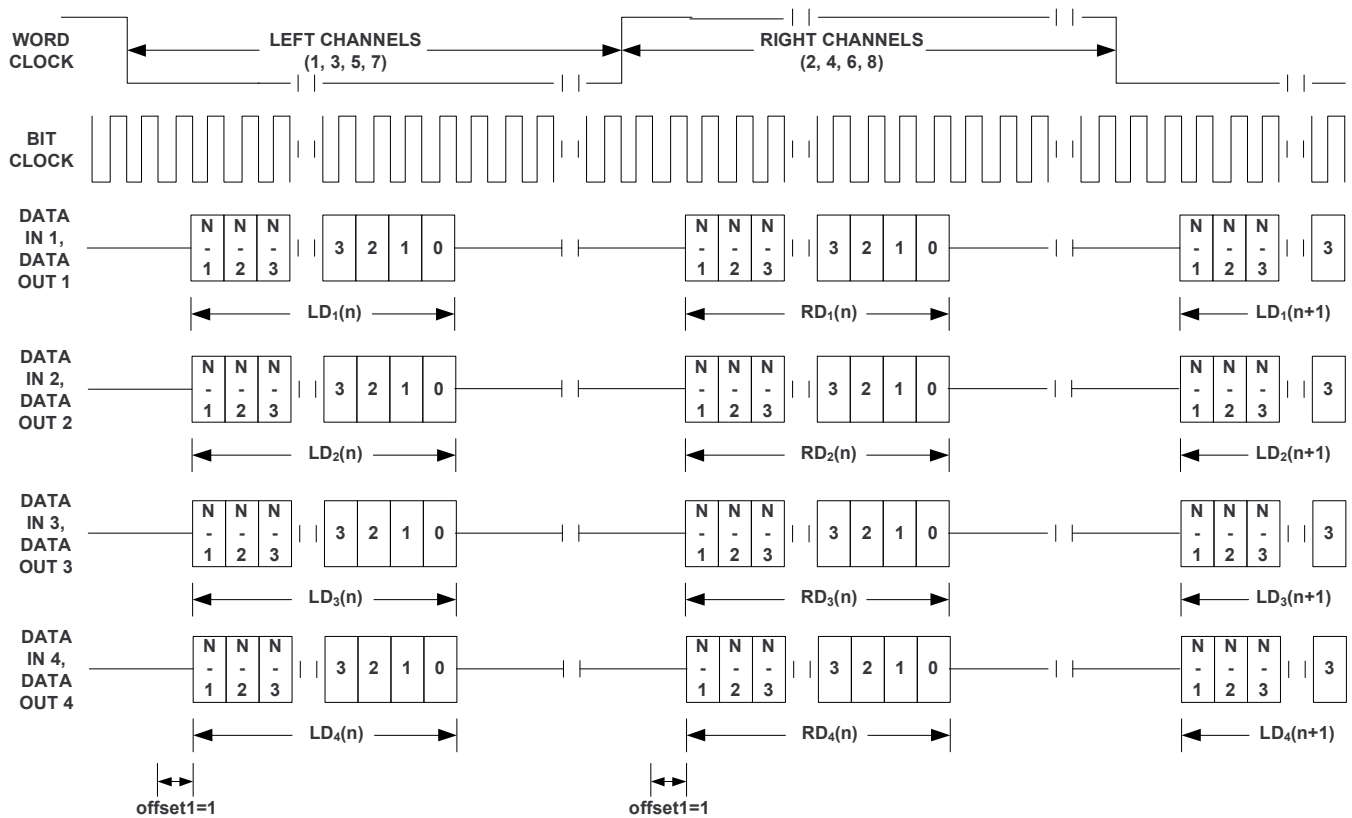 WORD
CLOCK
LEFT CHANNELS
(1, 3, 5, 7)
RIGHT CHANNELS
(2, 4, 6, 8)
BIT
CLOCK
DATA
IN 1,
DATA
OUT 1
N - 1 N - 2 N - 3 3 2 1 0 N - 1 N - 2 N - 3 3 2 1 0 N - 1 N - 2 N - 3 3
LD₁(n) RD₁(n) LD₁(n+1)
DATA
IN 2,
DATA
OUT 2
N - 1 N - 2 N - 3 3 2 1 0 N - 1 N - 2 N - 3 3 2 1 0 N - 1 N - 2 N - 3 3
LD₂(n) RD₂(n) LD₂(n+1)
DATA
IN 3,
DATA
OUT 3
N - 1 N - 2 N - 3 3 2 1 0 N - 1 N - 2 N - 3 3 2 1 0 N - 1 N - 2 N - 3 3
LD₃(n) RD₃(n) LD₃(n+1)
DATA
IN 4,
DATA
OUT 4
N - 1 N - 2 N - 3 3 2 1 0 N - 1 N - 2 N - 3 3 2 1 0 N - 1 N - 2 N - 3 3
LD₄(n) RD₄(n) LD₄(n+1)
offset1=1 offset1=1